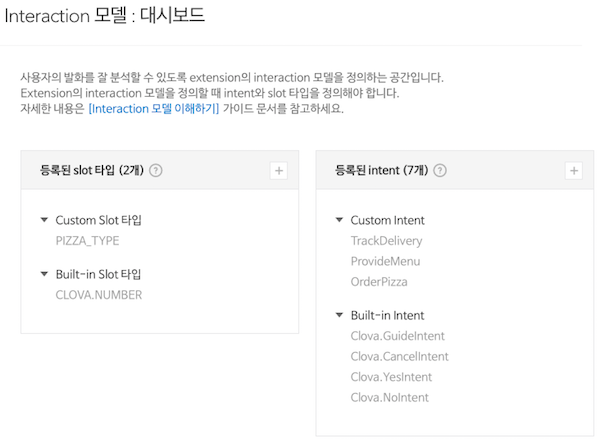 Interaction 모델 : 대시보드
사용자의 발화를 잘 분석할 수 있도록 extension의 interaction 모델을 정의하는 공간입니다.
Extension의 interaction 모델을 정의할 때 intent와 slot 타입을 정의해야 합니다.
자세한 내용은 [Interaction 모델 이해하기] 가이드 문서를 참고하세요.
등록된 slot 타입 (2개) ? +
Custom Slot 타입
PIZZA_TYPE
Built-in Slot 타입
CLOVA.NUMBER
등록된 intent (7개) ? +
Custom Intent
TrackDelivery
ProvideMenu
OrderPizza
Built-in Intent
Clova.GuideIntent
Clova.CancelIntent
Clova.YesIntent
Clova.NoIntent